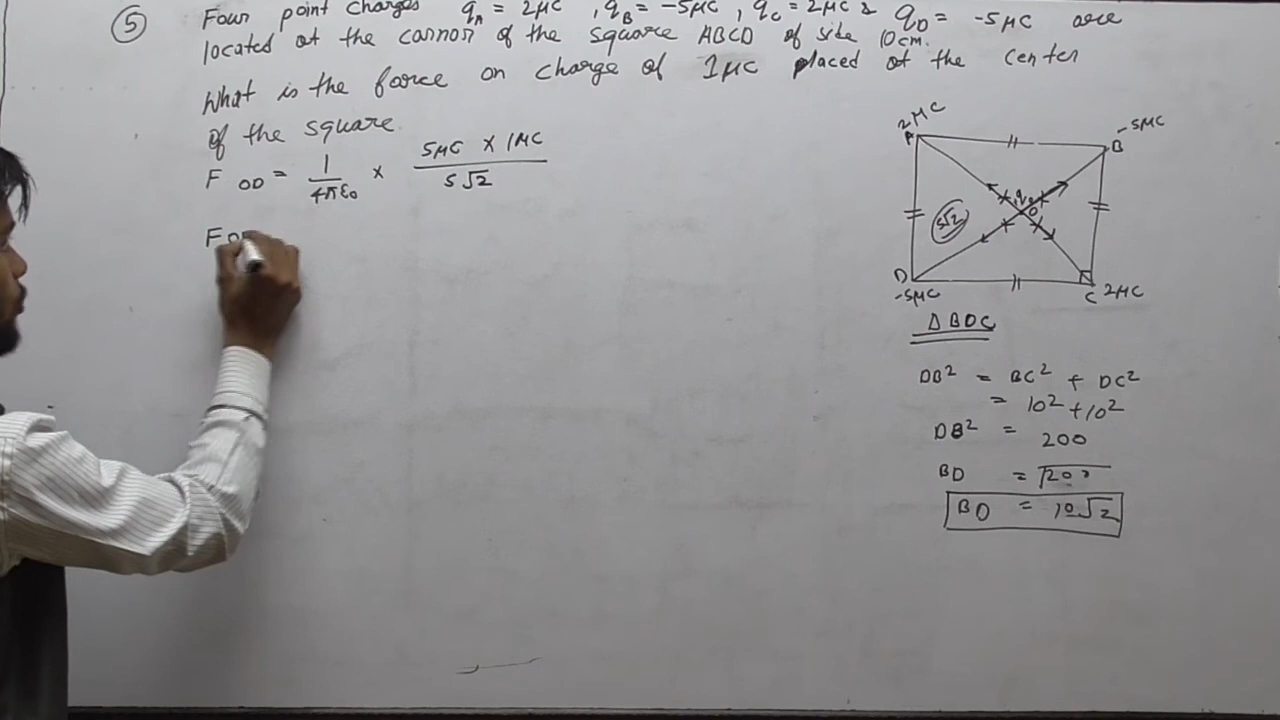 ⑤ Four point charges qA = 2μC , qB = -5μC , qC = 2μC & qD = -5μC are
located at the cornor of the square ABCD of side 10cm.
What is the force on charge of 1μC placed at the center
of the square.
F OD = 1/4πε₀ × 5μC × 1μC / 5√2
F OB
2μC
A
B
-5μC
q₀
O
5√2
D
-5μC
C 2μC
Δ BDC
DB² = BC² + DC²
= 10² + 10²
DB² = 200
BD = √200
BD = 10√2